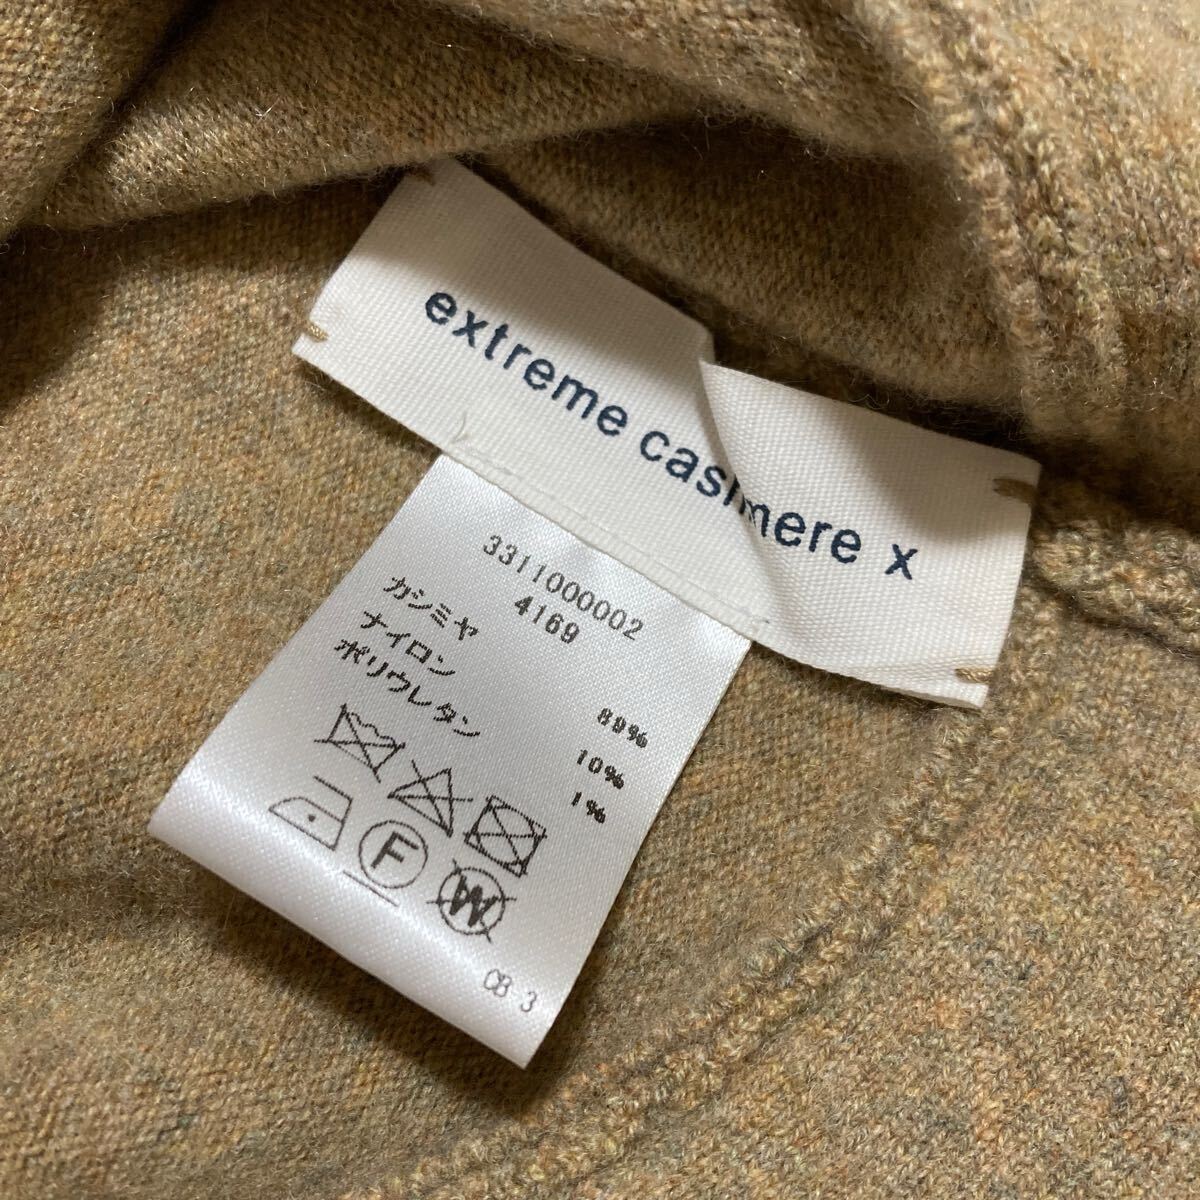 extreme cashmere x
3311000002
4169
カシミヤ 89%
ナイロン 10%
ポリウレタン 1%
F W
CB-3